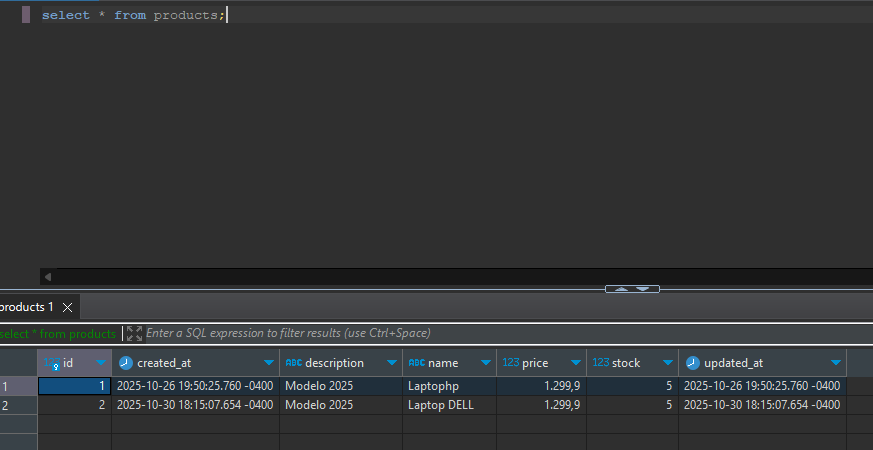 select * from products;
products 1
select * from products Enter a SQL expression to filter results (use Ctrl+Space)
123 id created_at ABC description ABC name 123 price 123 stock updated_at
1 1 2025-10-26 19:50:25.760 -0400 Modelo 2025 Laptophp 1.299,9 5 2025-10-26 19:50:25.760 -0400
2 2 2025-10-30 18:15:07.654 -0400 Modelo 2025 Laptop DELL 1.299,9 5 2025-10-30 18:15:07.654 -0400